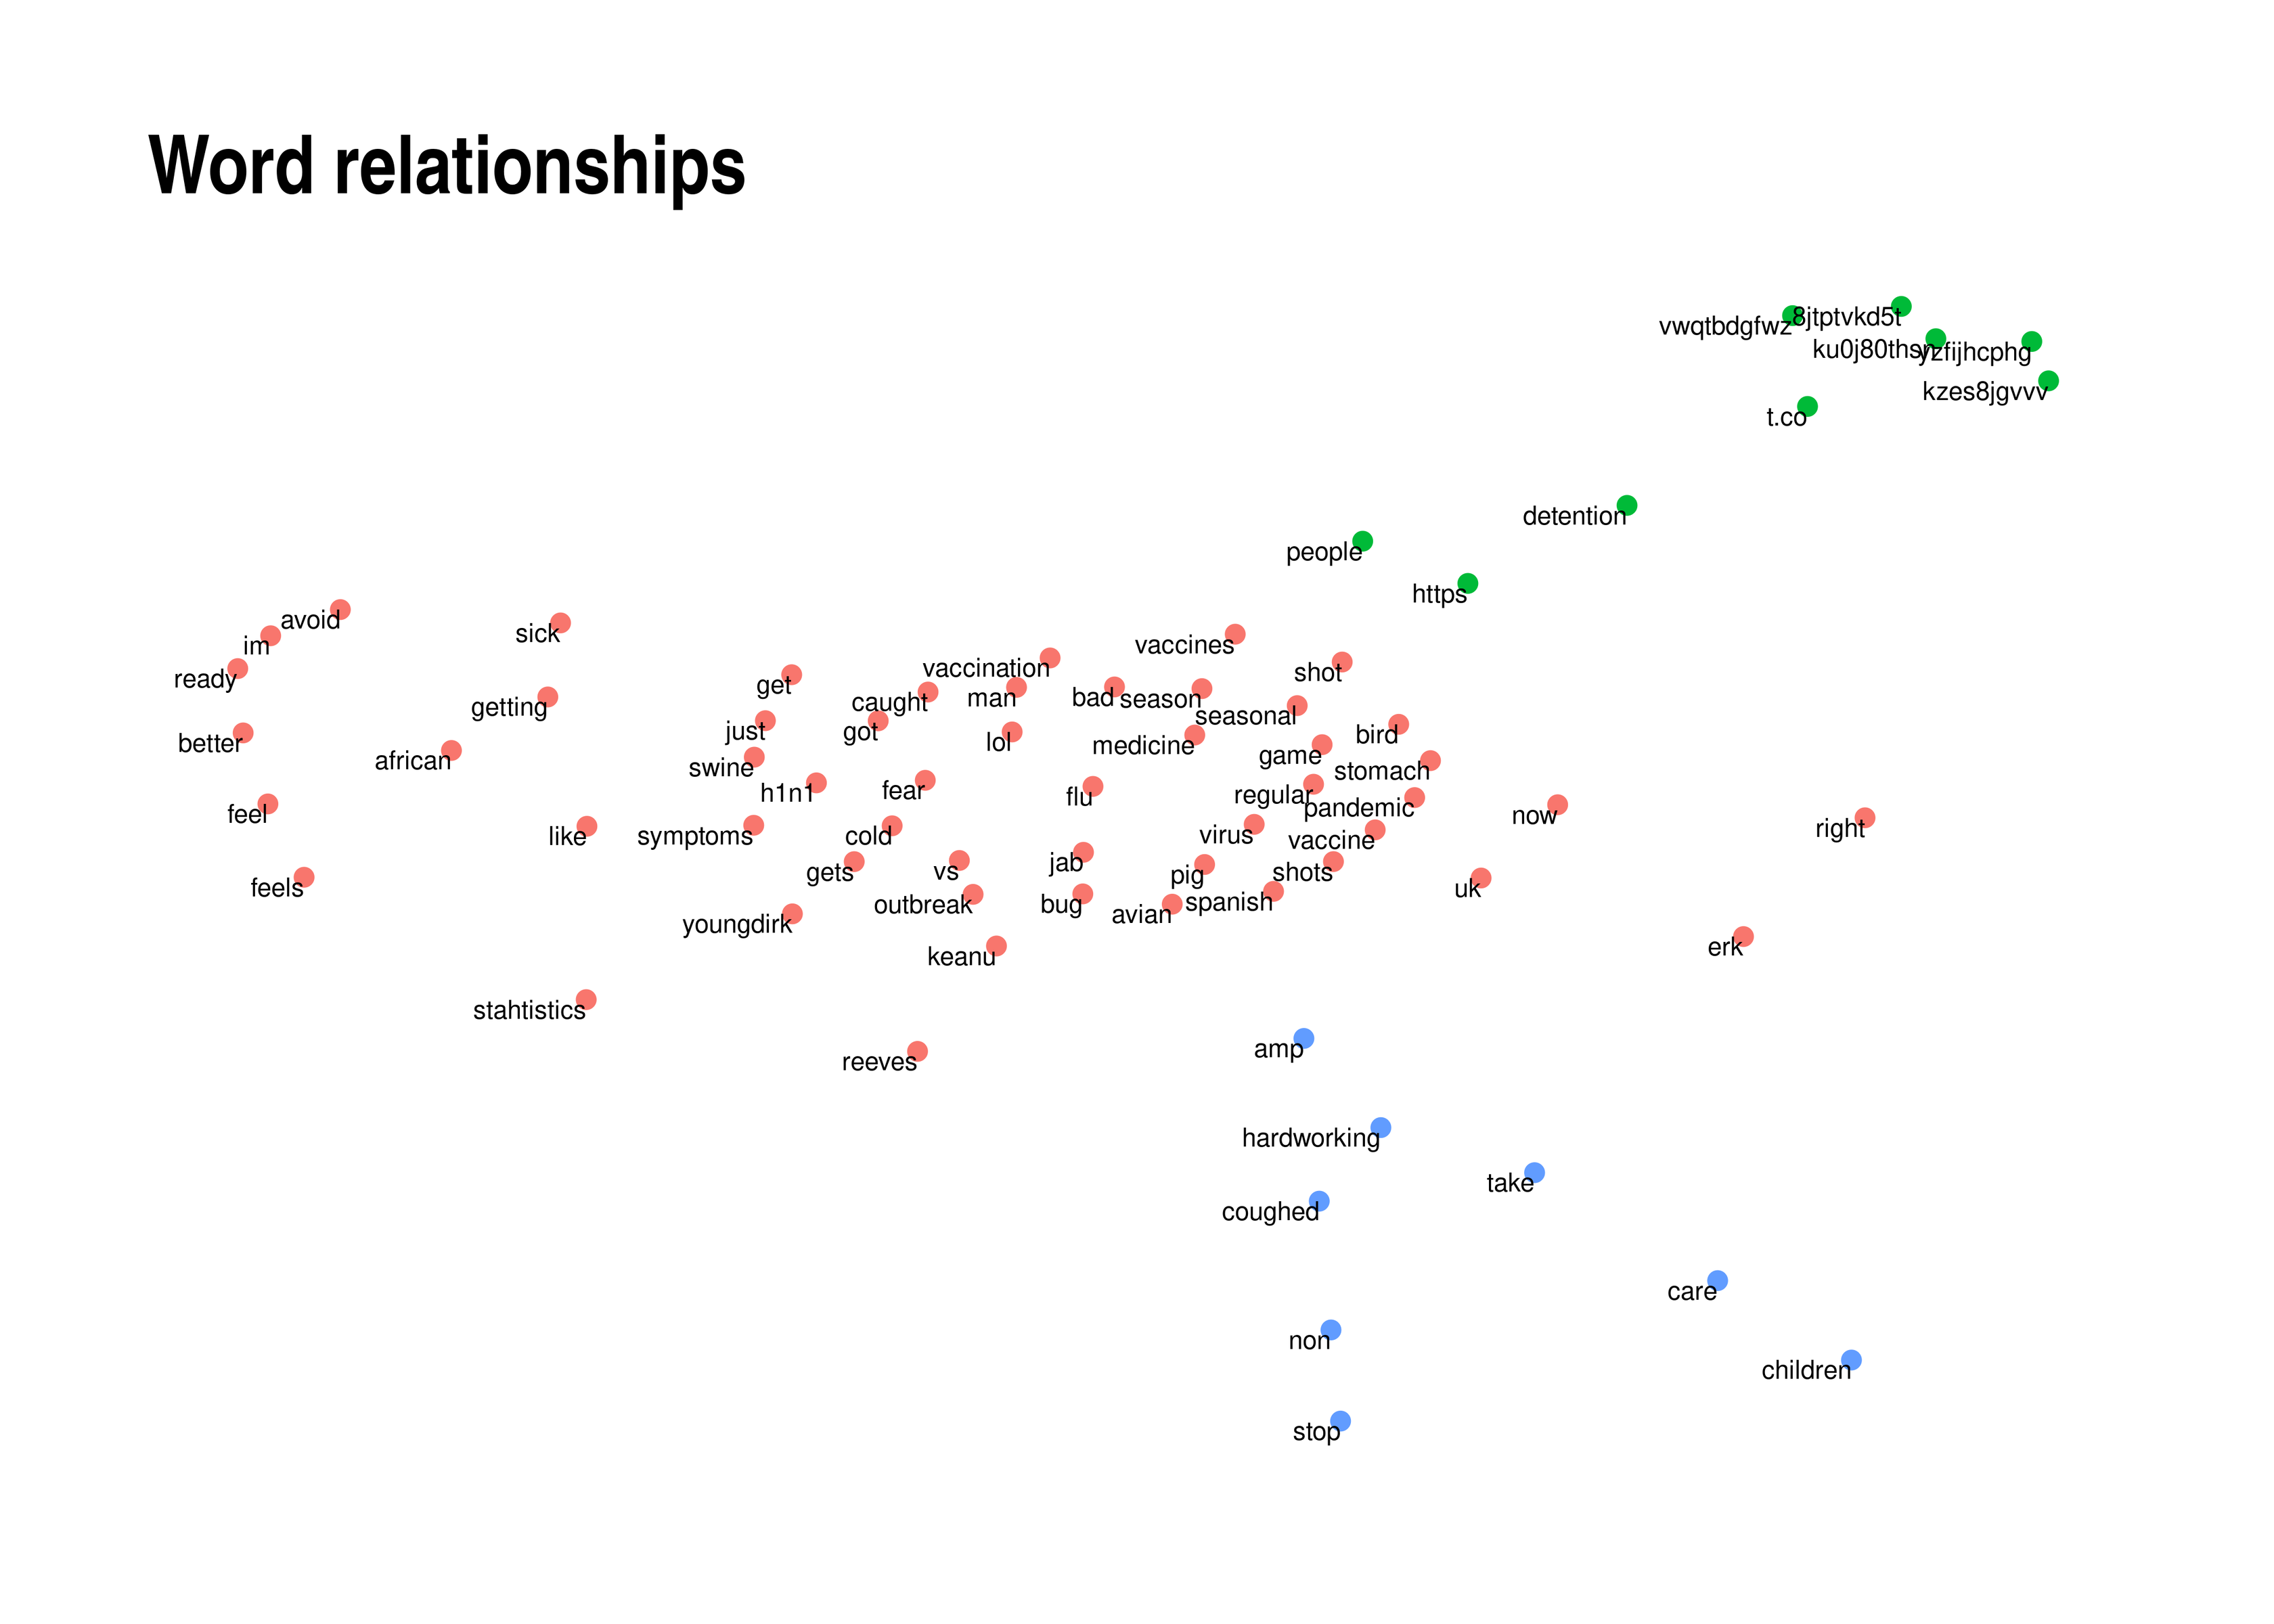 Word relationships
8jtptvkd5t
vwqtbdgfwz
ku0j80thsn
yzfijhcphg
kzes8jgvvv
t.co
detention
people
https
avoid
sick
im
vaccines
vaccination
shot
ready
get
man
bad
season
caught
getting
seasonal
just
got
bird
lol
better
medicine
game
african
swine
stomach
h1n1
fear
flu
regular
pandemic
feel
now
right
like
symptoms
cold
virus
vaccine
jab
gets
vs
pig
shots
feels
uk
outbreak
bug
spanish
avian
youngdirk
erk
keanu
stahtistics
amp
reeves
hardworking
take
coughed
care
non
children
stop